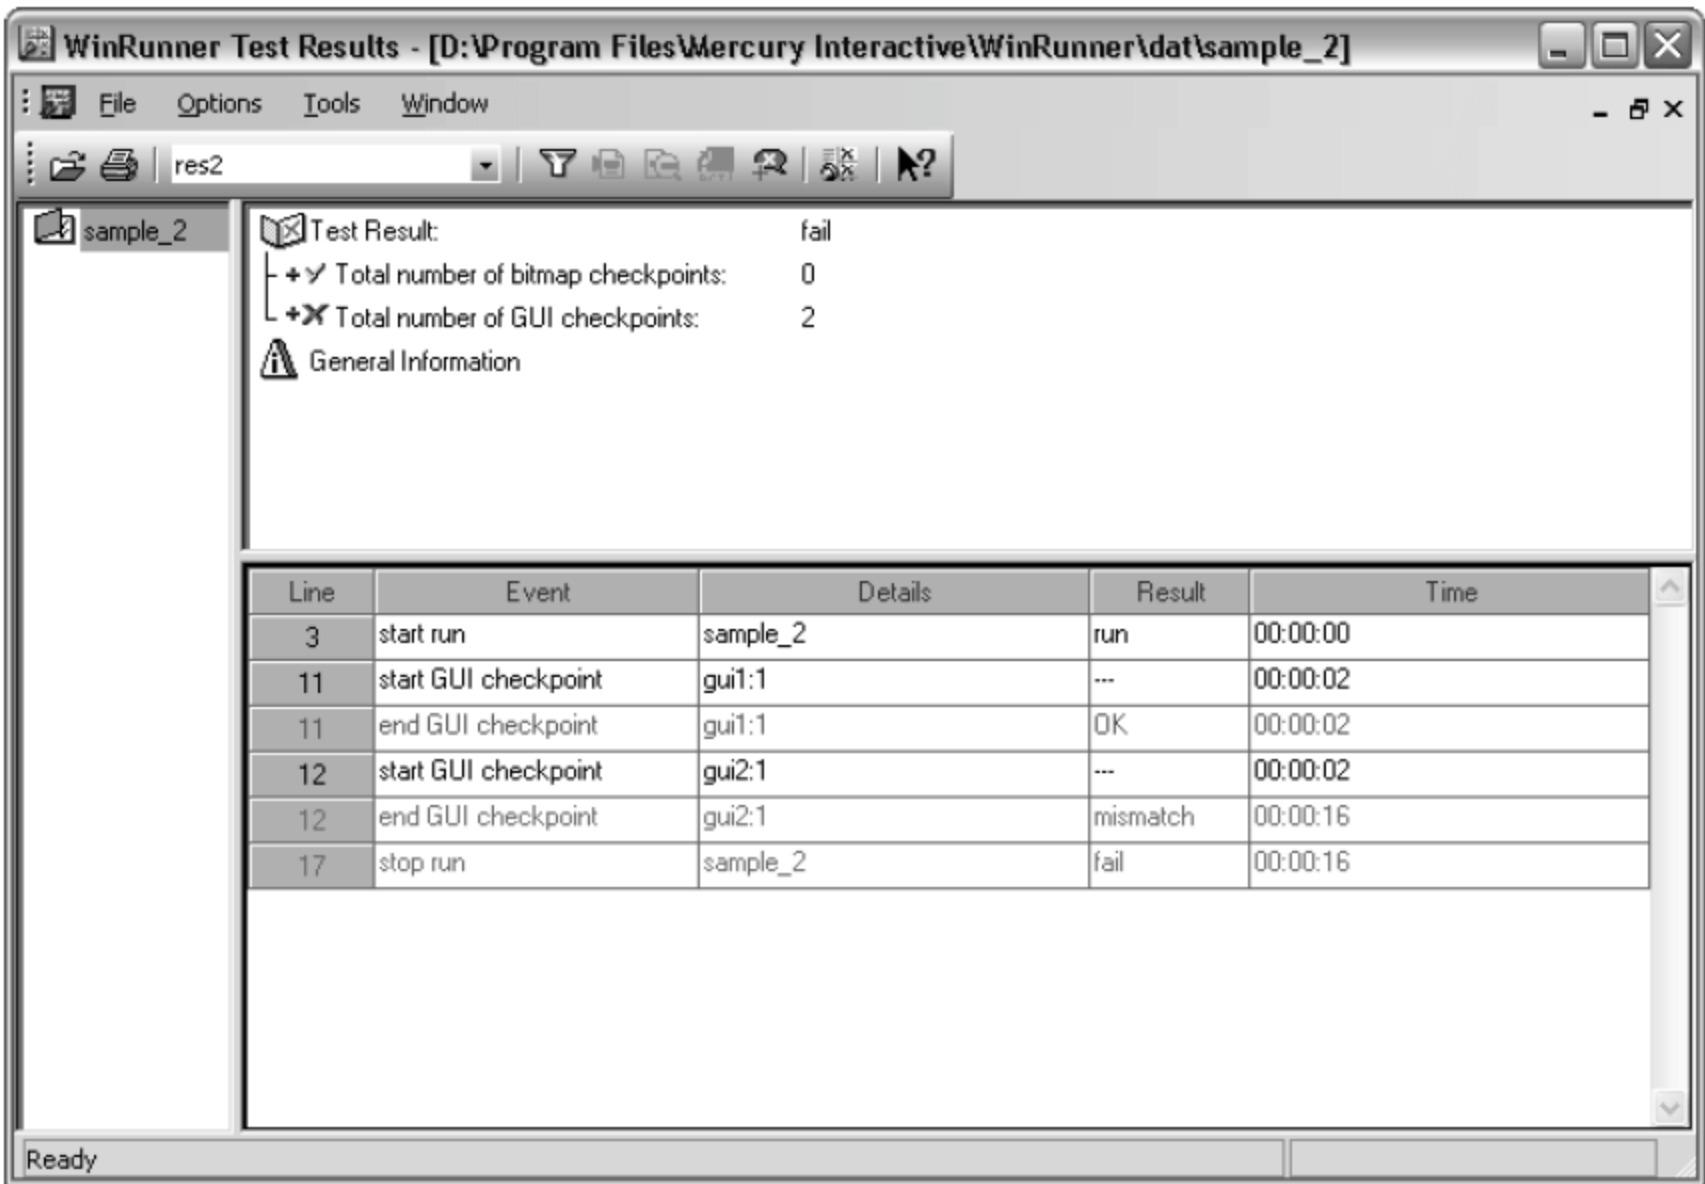 WinRunner Test Results - [D:\Program Files\Mercury Interactive\WinRunner\dat\sample_2]
File Options Tools Window
res2
sample_2
Test Result: fail
Total number of bitmap checkpoints: 0
Total number of GUI checkpoints: 2
General Information
Line Event Details Result Time
3 start run sample_2 run 00:00:00
11 start GUI checkpoint gui1:1 --- 00:00:02
11 end GUI checkpoint gui1:1 OK 00:00:02
12 start GUI checkpoint gui2:1 --- 00:00:02
12 end GUI checkpoint gui2:1 mismatch 00:00:16
17 stop run sample_2 fail 00:00:16
Ready